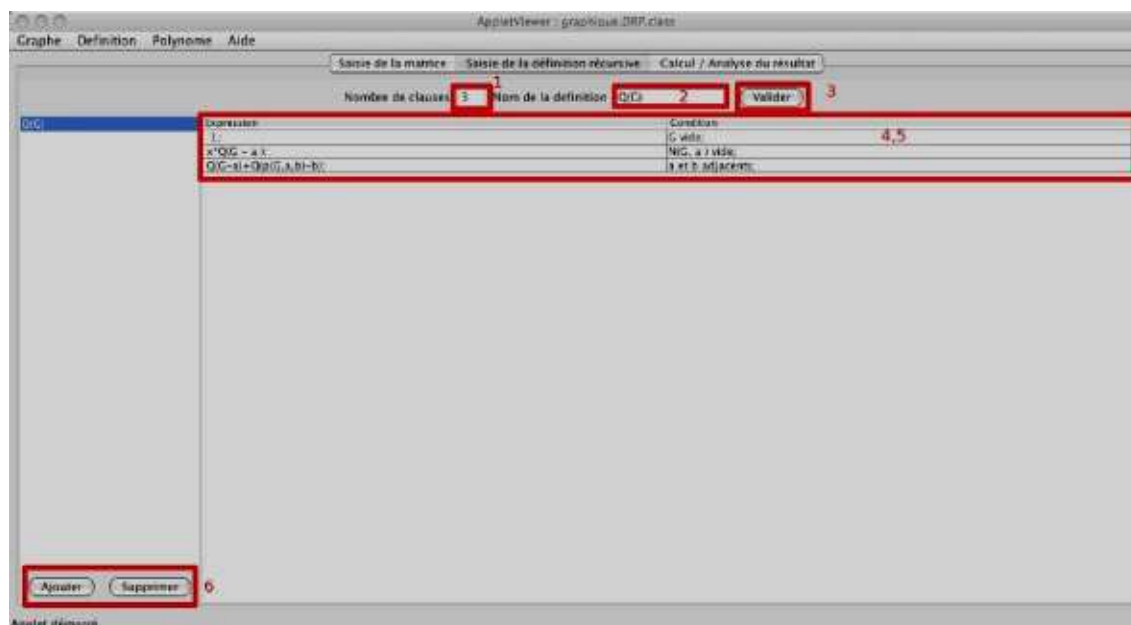 AppletViewer : graphique.DRP.class
Graphe Definition Polynome Aide
Saisie de la matrice Saisie de la définition récursive Calcul / Analyse du résultat
1
Nombre de clauses 3 Nom de la definition Q(G) 2 Valider 3
Q(G)
Expression Condition
1; G vide; 4,5
x*Q(G - a ); N(G, a ) vide;
Q(G-a)+Q(p(G,a,b)-b); a et b adjacents;
Ajouter Supprimer 6
Applet démarré